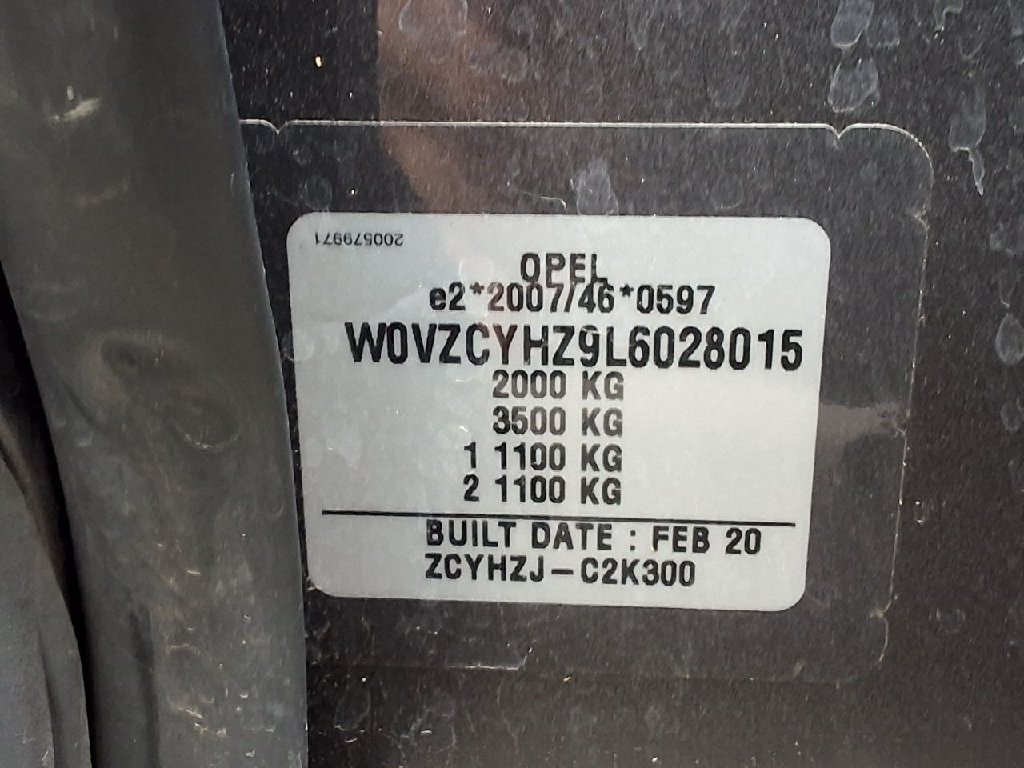 200579971
OPEL
e2*2007/46*0597
W0VZCYHZ9L6028015
2000 KG
3500 KG
1 1100 KG
2 1100 KG
BUILT DATE : FEB 20
ZCYHZJ-C2K300